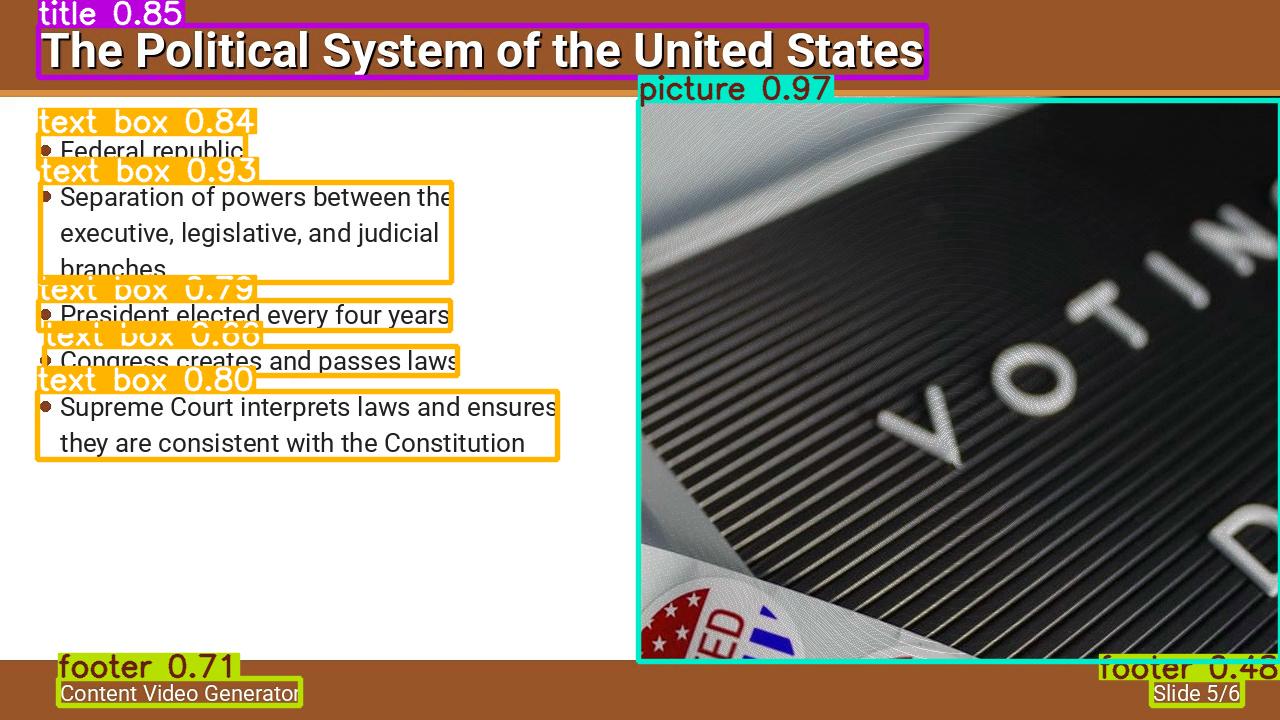 title 0.85
The Political System of the United States
picture 0.97
text box 0.84
Federal republic
text box 0.93
Separation of powers between the
executive, legislative, and judicial
branches
text box 0.79
President elected every four years
text box 0.66
Congress creates and passes laws
text box 0.80
Supreme Court interprets laws and ensures
they are consistent with the Constitution
VOTIN
D
ED
footer 0.71
Content Video Generator
footer 0.48
Slide 5/6